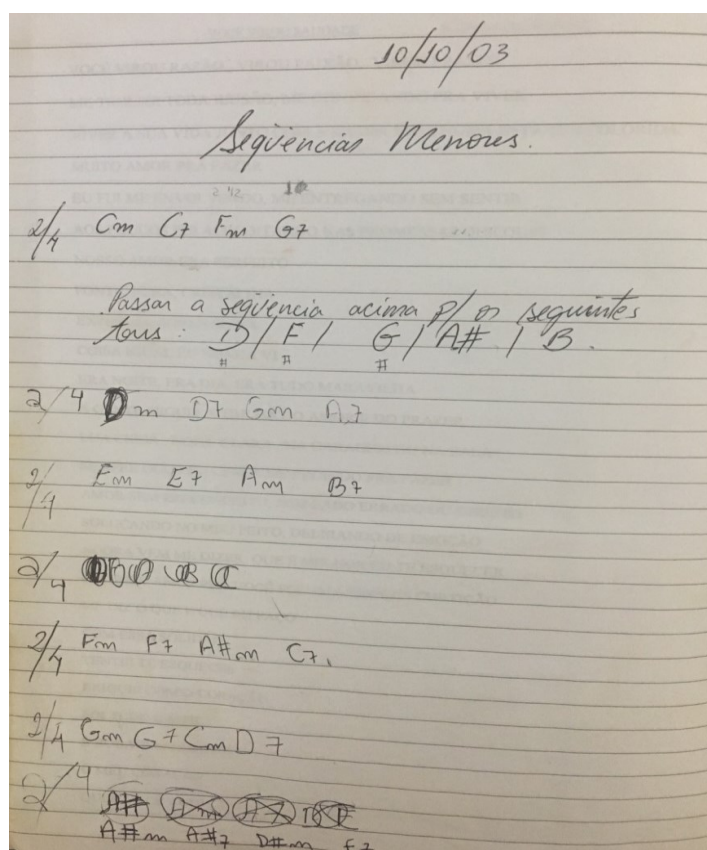 10/10/03
Seqüencias Menores.
2/4 Cm C7 Fm G7
Passar a seqüencia acima p/ os seguintes
tons: D/ F/ G/ A# / B.
# # #
2/4 Dm D7 Gm A7
2/4 Em E7 Am B7
2/4
2/4 Fm F7 A#m C7.
2/4 Gm G7 Cm D7
2/4
A#m A#7 D#m F7